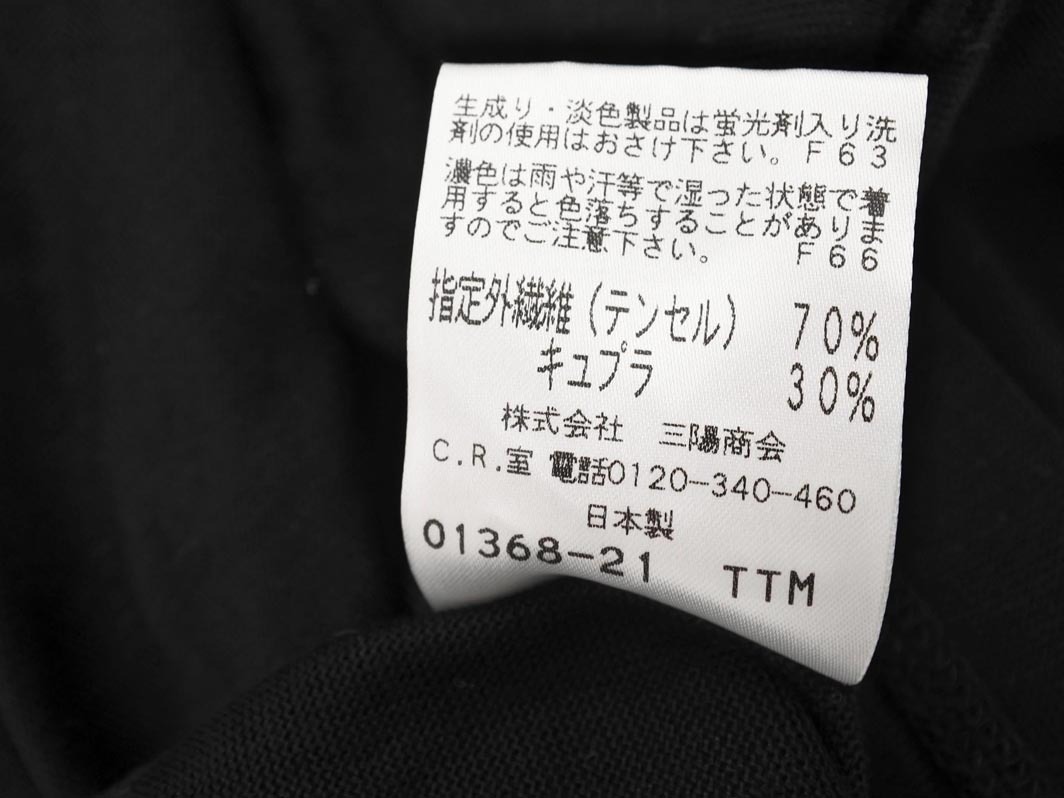 生成り・淡色製品は蛍光剤入り洗
剤の使用はおさけ下さい。F63
濃色は雨や汗等で湿った状態で着
用すると色落ちすることがありま
すのでご注意下さい。 F66
指定外繊維(テンセル) 70%
キュプラ 30%
株式会社 三陽商会
C.R.室 電話0120-340-460
日本製
01368-21 TTM